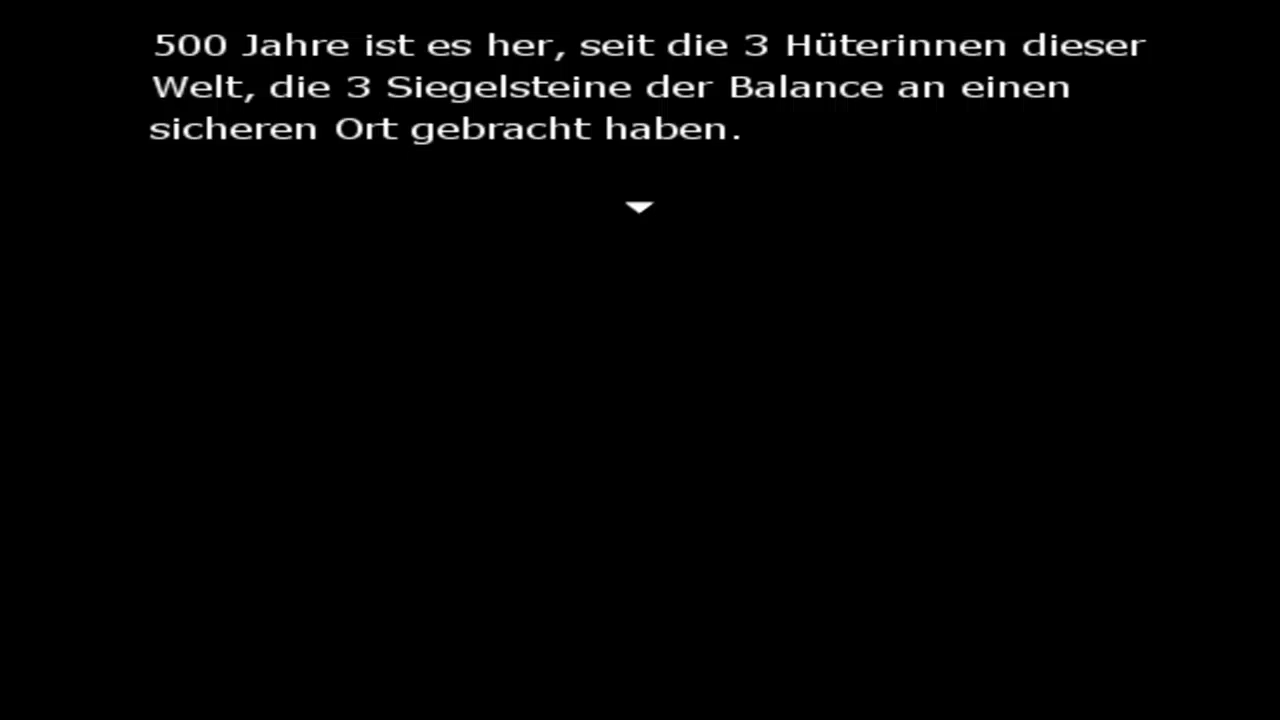 500 Jahre ist es her, seit die 3 Hüterinnen dieser
Welt, die 3 Siegelsteine der Balance an einen
sicheren Ort gebracht haben.